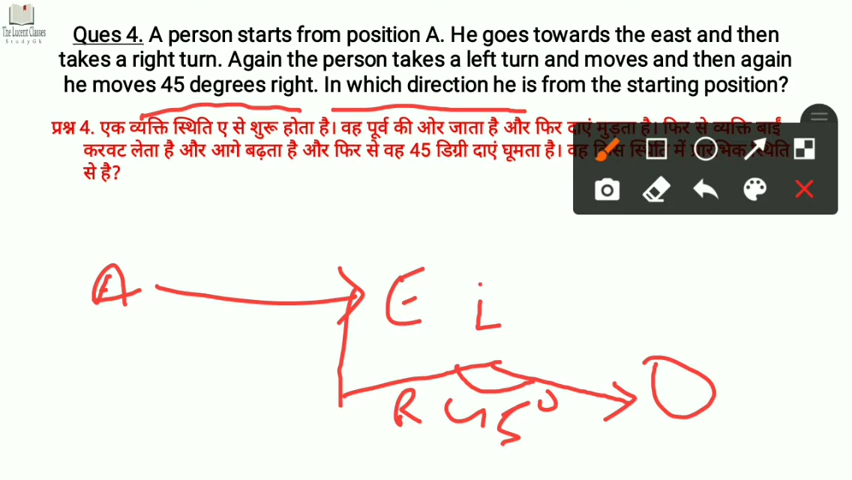 The Lucent Classes
StudyGk
Ques 4. A person starts from position A. He goes towards the east and then
takes a right turn. Again the person takes a left turn and moves and then again
he moves 45 degrees right. In which direction he is from the starting position?
प्रश्न 4. एक व्यक्ति स्थिति ए से शुरू होता है। वह पूर्व की ओर जाता है और फिर दाएं मुड़ता है। फिर से व्यक्ति बाईं
करवट लेता है और आगे बढ़ता है और फिर से वह 45 डिग्री दाएं घूमता है। वह किस स्थिति में प्रारंभिक स्थिति
से है?
A E L
R 45°